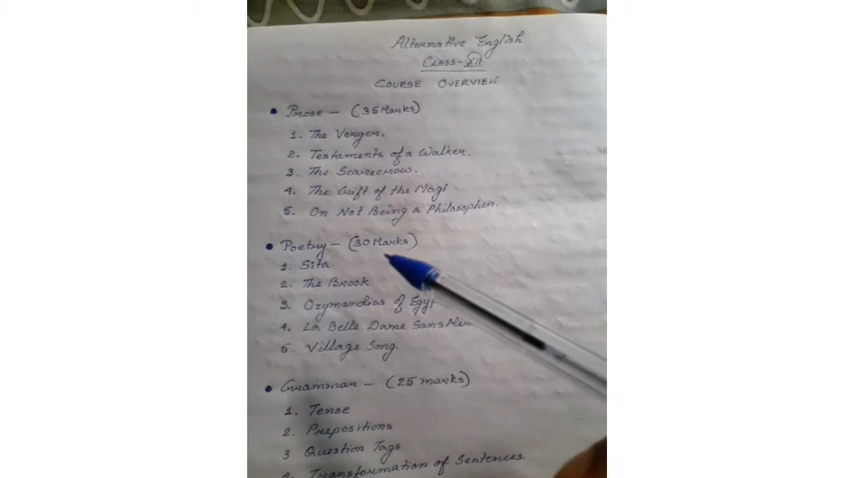 Alternative English
CLASS-XII
COURSE OVERVIEW
• Prose - (35 Marks)
1. The Verger.
2. Testaments of a Walker.
3. The Scarecrow.
4. The Gift of the Magi
5. On Not Being a Philosopher.
• Poetry - (30 Marks)
1. Sita
2. The Brook
3. Ozymandias of Egy
4. La Belle Dame Sans Mer
5. Village Song.
• Grammar - (25 marks)
1. Tense
2. Prepositions
3 Question Tags.
4. Transformation of Sentences.